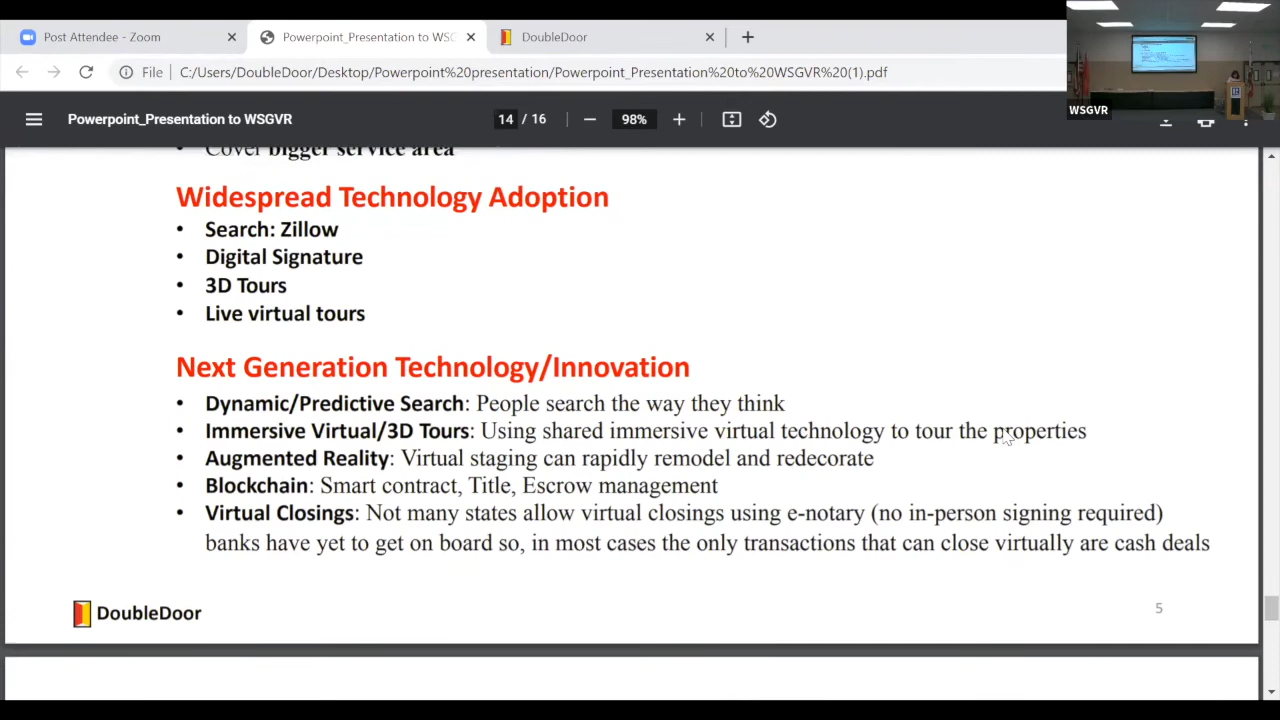 Post Attendee - Zoom
Powerpoint_Presentation to WSG
DoubleDoor
File
C:/Users/DoubleDoor/Desktop/Powerpoint%20presentation/Powerpoint_Presentation%20to%20WSGVR%20(1).pdf
WSGVR
Powerpoint_Presentation to WSGVR
14 / 16
98%
• Cover bigger service area
Widespread Technology Adoption
• Search: Zillow
• Digital Signature
• 3D Tours
• Live virtual tours
Next Generation Technology/Innovation
• Dynamic/Predictive Search: People search the way they think
• Immersive Virtual/3D Tours: Using shared immersive virtual technology to tour the properties
• Augmented Reality: Virtual staging can rapidly remodel and redecorate
• Blockchain: Smart contract, Title, Escrow management
• Virtual Closings: Not many states allow virtual closings using e-notary (no in-person signing required)
banks have yet to get on board so, in most cases the only transactions that can close virtually are cash deals
DoubleDoor
5